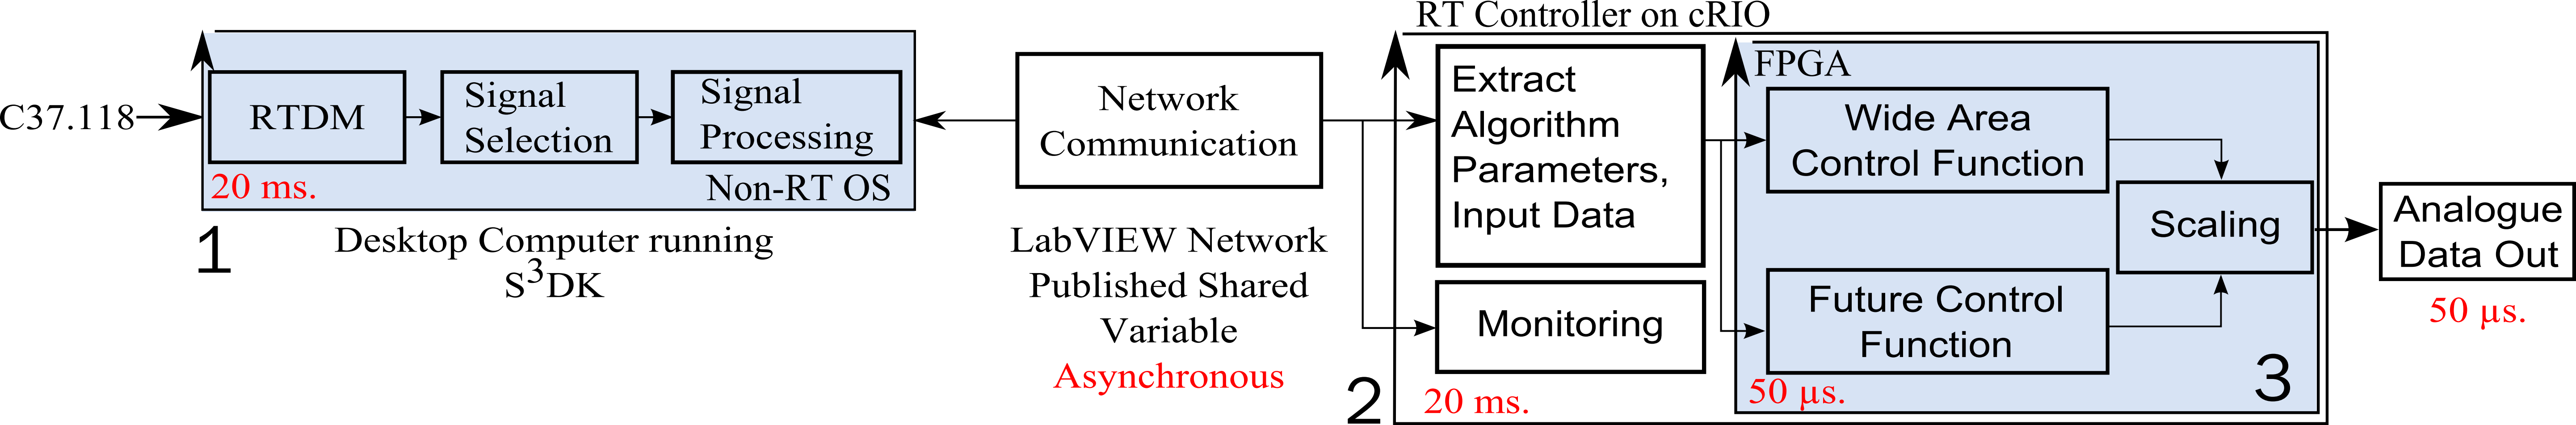 C37.118
RTDM
Signal
Selection
Signal
Processing
20 ms.
Non-RT OS
1
Desktop Computer running
S³DK
Network
Communication
LabVIEW Network
Published Shared
Variable
Asynchronous
RT Controller on cRIO
Extract
Algorithm
Parameters,
Input Data
Monitoring
2
20 ms.
FPGA
Wide Area
Control Function
Future Control
Function
Scaling
50 µs.
3
Analogue
Data Out
50 µs.